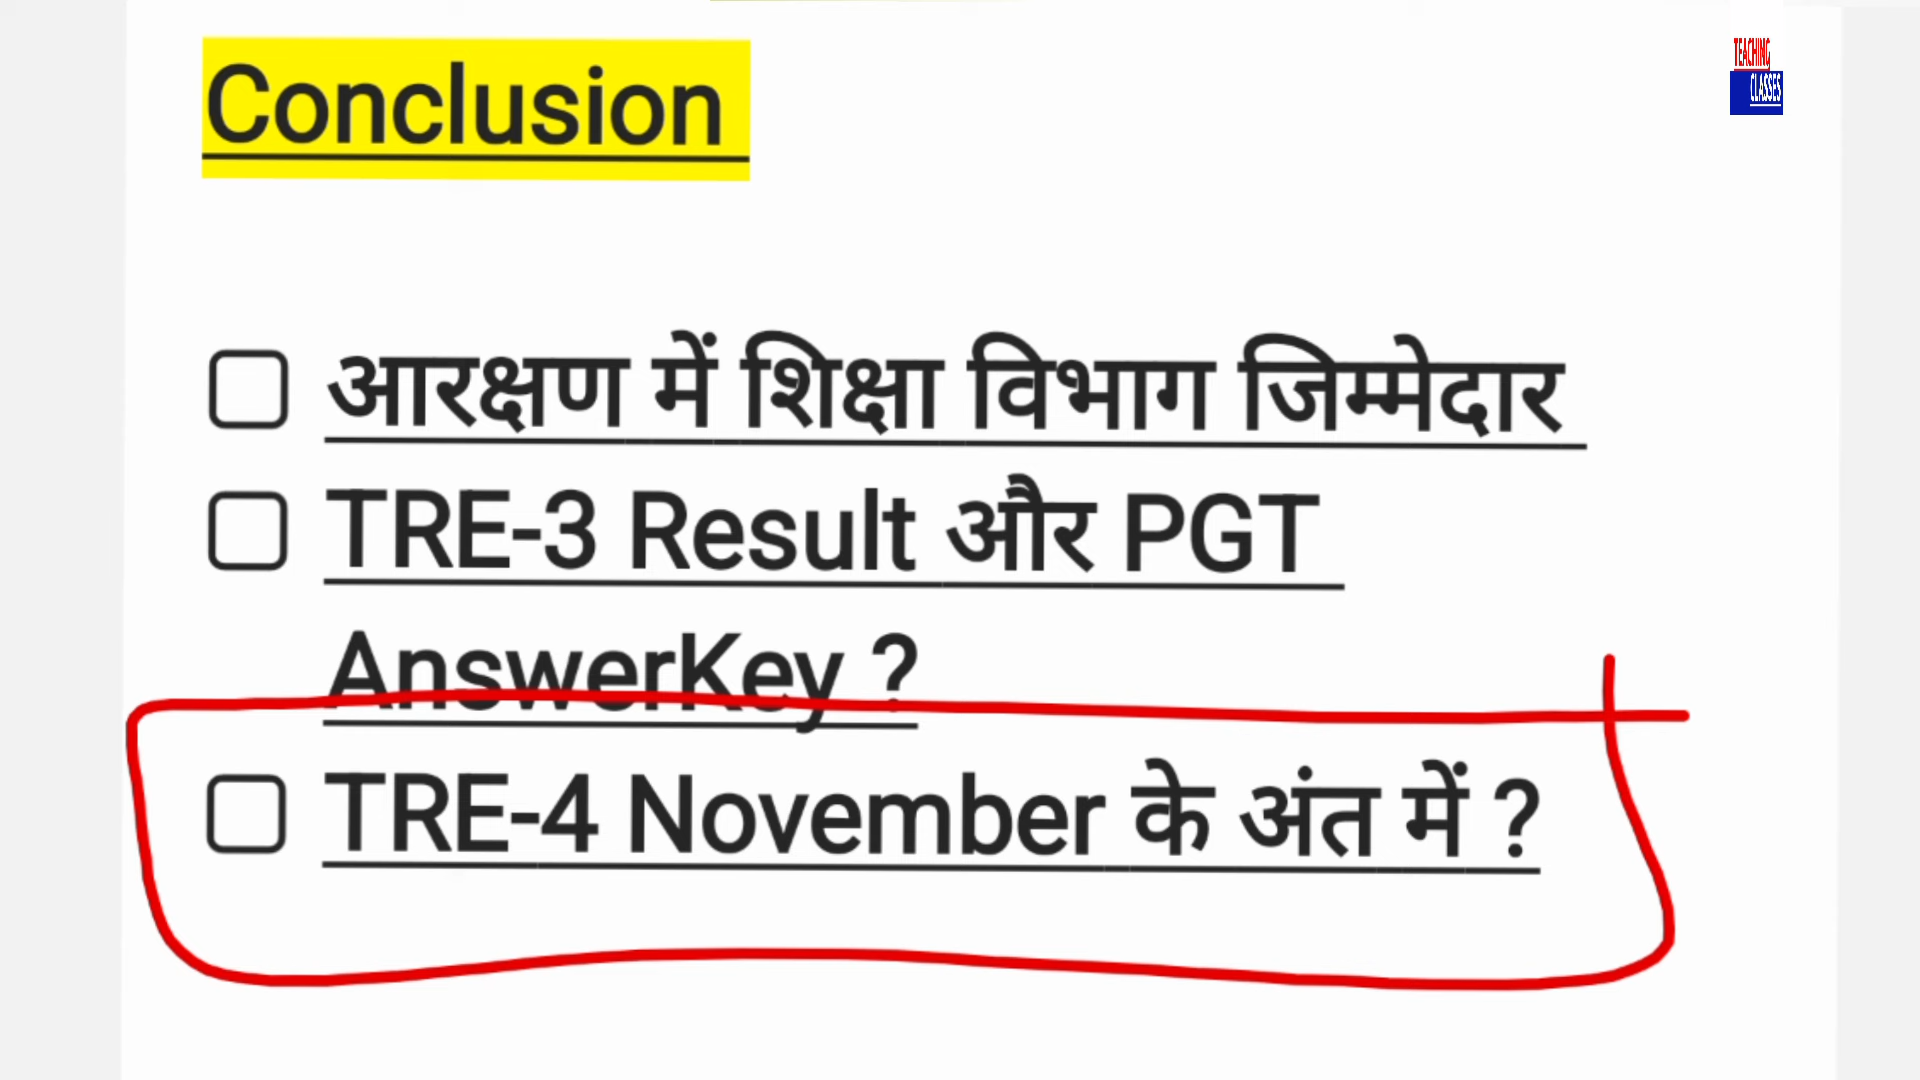 Conclusion
TEACHING
CLASSES
आरक्षण में शिक्षा विभाग जिम्मेदार
TRE-3 Result और PGT
AnswerKey ?
TRE-4 November के अंत में ?